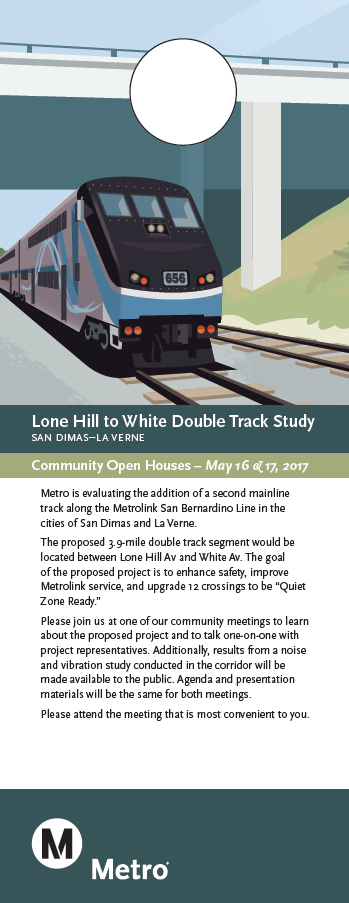 656
Lone Hill to White Double Track Study
SAN DIMAS–LA VERNE
Community Open Houses – May 16 & 17, 2017
Metro is evaluating the addition of a second mainline
track along the Metrolink San Bernardino Line in the
cities of San Dimas and La Verne.
The proposed 3.9-mile double track segment would be
located between Lone Hill Av and White Av. The goal
of the proposed project is to enhance safety, improve
Metrolink service, and upgrade 12 crossings to be “Quiet
Zone Ready.”
Please join us at one of our community meetings to learn
about the proposed project and to talk one-on-one with
project representatives. Additionally, results from a noise
and vibration study conducted in the corridor will be
made available to the public. Agenda and presentation
materials will be the same for both meetings.
Please attend the meeting that is most convenient to you.
M
Metro